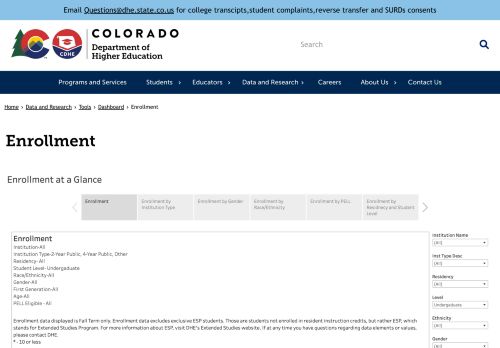 Email Questions@dhe.state.co.us for college transcipts,student complaints,reverse transfer and SURDs consents
CDHE
COLORADO
Department of
Higher Education
Search
Programs and Services Students › Educators › Data and Research › Careers About Us › Contact Us
Home › Data and Research › Tools › Dashboard › Enrollment
Enrollment
Enrollment at a Glance
Enrollment
Enrollment by Institution Type
Enrollment by Gender
Enrollment by Race/Ethnicity
Enrollment by PELL
Enrollment by Residnecy and Student Level
Enrollment
Institution-All
Institution Type-2-Year Public, 4-Year Public, Other
Residency- All
Student Level- Undergraduate
Race/Ethnicity-All
Gender-All
First Generation-All
Age-All
PELL Eligible - All
Enrollment data displayed is Fall Term only. Enrollment data excludes exclusive ESP students. Those are students not enrolled in resident instruction credits, but rather ESP, which
stands for Extended Studies Program. For more information about ESP, visit DHE's Extended Studies website. If at any time you have questions regarding data elements or values,
please contact DHE.
* - 10 or less
Institution Name
(All)
Inst Type Desc
(All)
Residency
(All)
Level
Undergraduate
Ethnicity
(All)
Gender
(All)